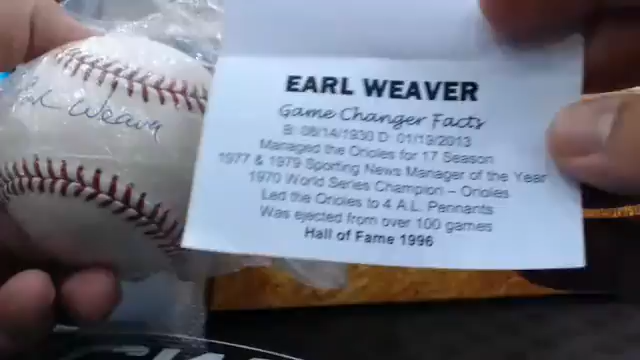 Earl Weaver
EARL WEAVER
Game Changer Facts
B: 08/14/1930 D: 01/19/2013
Managed the Orioles for 17 Season
1977 & 1979 Sporting News Manager of the Year
1970 World Series Champion – Orioles
Led the Orioles to 4 A.L. Pennants
Was ejected from over 100 games
Hall of Fame 1996